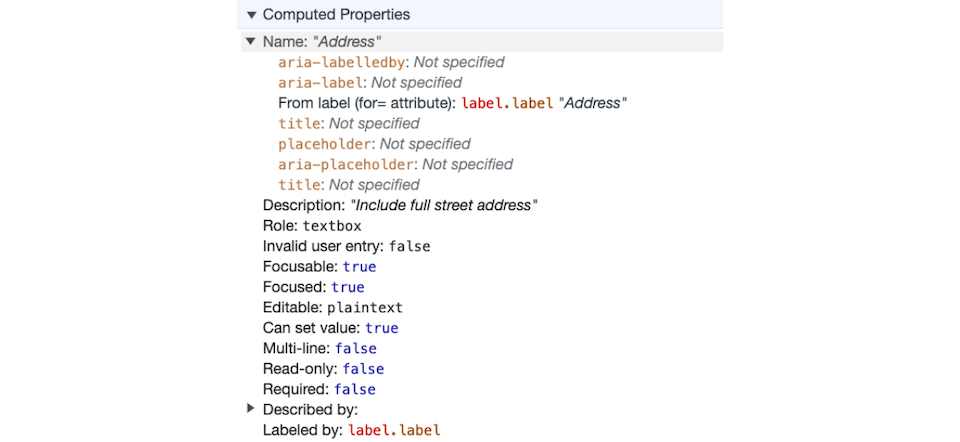 Computed Properties
Name: "Address"
aria-labelledby: Not specified
aria-label: Not specified
From label (for= attribute): label.label "Address"
title: Not specified
placeholder: Not specified
aria-placeholder: Not specified
title: Not specified
Description: "Include full street address"
Role: textbox
Invalid user entry: false
Focusable: true
Focused: true
Editable: plaintext
Can set value: true
Multi-line: false
Read-only: false
Required: false
Described by:
Labeled by: label.label